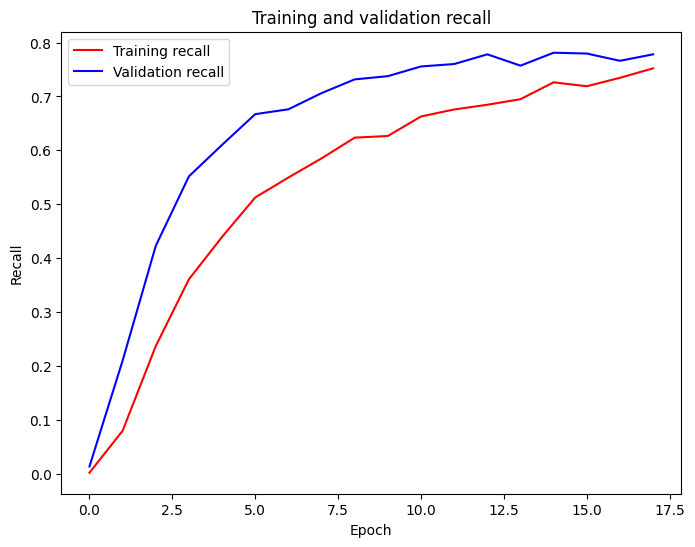 Training and validation recall
Training recall
Validation recall
0.8
0.7
0.6
0.5
0.4
0.3
0.2
0.1
0.0
Recall
0.0 2.5 5.0 7.5 10.0 12.5 15.0 17.5
Epoch